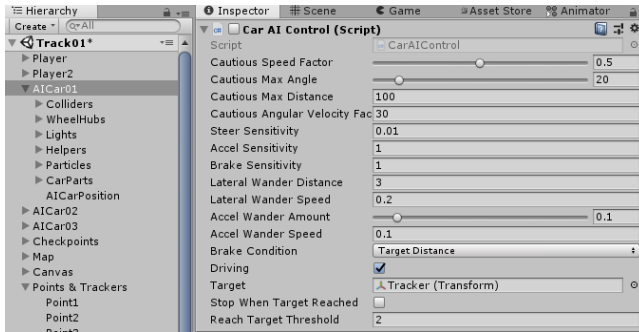 Hierarchy
Create
All
Track01*
Player
Player2
AICar01
Colliders
WheelHubs
Lights
Helpers
Particles
CarParts
AICarPosition
AICar02
AICar03
Checkpoints
Map
Canvas
Points & Trackers
Point1
Point2
Point3
Inspector Scene Game Asset Store Animator
Car AI Control (Script)
Script CarAIControl
Cautious Speed Factor 0.5
Cautious Max Angle 20
Cautious Max Distance 100
Cautious Angular Velocity Fac 30
Steer Sensitivity 0.01
Accel Sensitivity 1
Brake Sensitivity 1
Lateral Wander Distance 3
Lateral Wander Speed 0.2
Accel Wander Amount 0.1
Accel Wander Speed 0.1
Brake Condition Target Distance
Driving
Target Tracker (Transform)
Stop When Target Reached
Reach Target Threshold 2